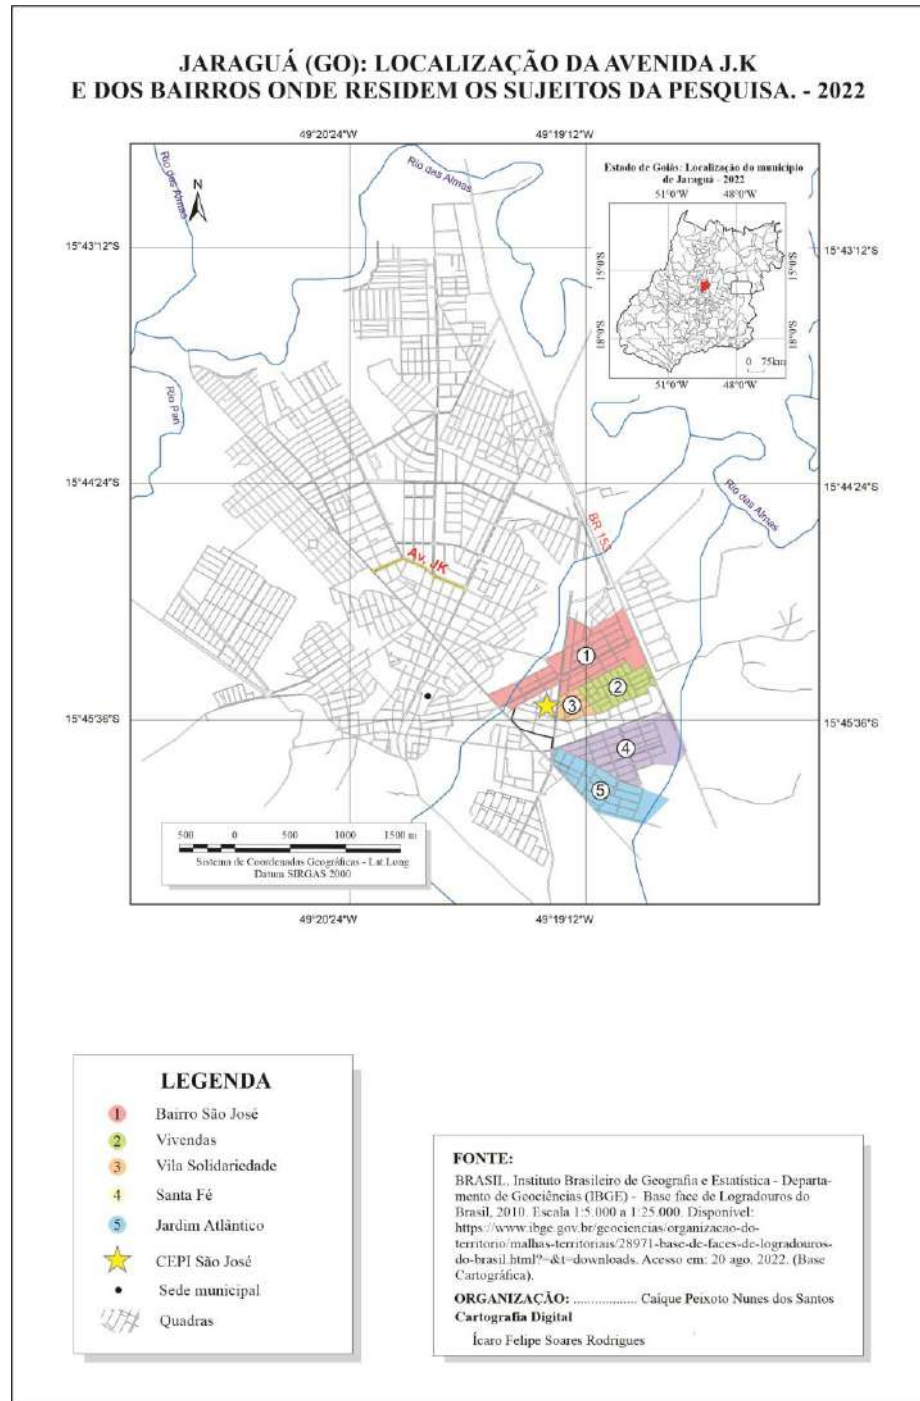 JARAGUÁ (GO): LOCALIZAÇÃO DA AVENIDA J.K
E DOS BAIRROS ONDE RESIDEM OS SUJEITOS DA PESQUISA. - 2022
49°20'24"W
49°19'12"W
Rio das Almas
Rio das Almas
N
Estado de Goiás: Localização do município
de Jaraguá - 2022
51°0'W
48°0'W
15°0'S
15°0'S
18°0'S
18°0'S
0 75km
51°0'W
48°0'W
15°43'12"S
15°43'12"S
Rio Pari
15°44'24"S
15°44'24"S
Rio das Almas
BR 153
Av. JK
1
2
3
4
5
15°45'36"S
15°45'36"S
500 0 500 1000 1500 m
Sistema de Coordenadas Geográficas - Lat.Long
Datum SIRGAS 2000
49°20'24"W
49°19'12"W
LEGENDA
1 Bairro São José
2 Vivendas
3 Vila Solidariedade
4 Santa Fé
5 Jardim Atlântico
CEPI São José
Sede municipal
Quadras
FONTE:
BRASIL, Instituto Brasileiro de Geografia e Estatística - Departa-
mento de Geociências (IBGE) - Base face de Logradouros do
Brasil, 2010. Escala 1:5.000 a 1:25.000. Disponível:
https://www.ibge.gov.br/geociencias/organizacao-do-
territorio/malhas-territoriais/28971-base-de-faces-de-logradouros-
do-brasil.html?=&t=downloads. Acesso em: 20 ago. 2022. (Base
Cartográfica).
ORGANIZAÇÃO: ................. Caíque Peixoto Nunes dos Santos
Cartografia Digital
Ícaro Felipe Soares Rodrigues